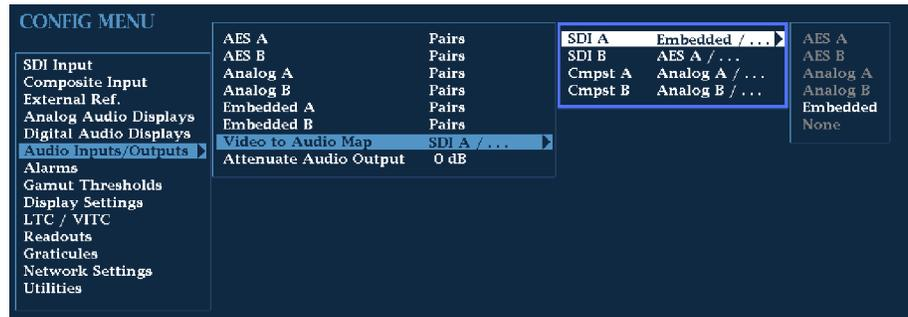 CONFIG MENU
SDI Input
Composite Input
External Ref.
Analog Audio Displays
Digital Audio Displays
Audio Inputs/Outputs
Alarms
Gamut Thresholds
Display Settings
LTC / VITC
Readouts
Graticules
Network Settings
Utilities
AES A Pairs
AES B Pairs
Analog A Pairs
Analog B Pairs
Embedded A Pairs
Embedded B Pairs
Video to Audio Map SDI A / ...
Attenuate Audio Output 0 dB
SDI A Embedded / ...
SDI B AES A / ...
Cmpst A Analog A / ...
Cmpst B Analog B / ...
AES A
AES B
Analog A
Analog B
Embedded
None